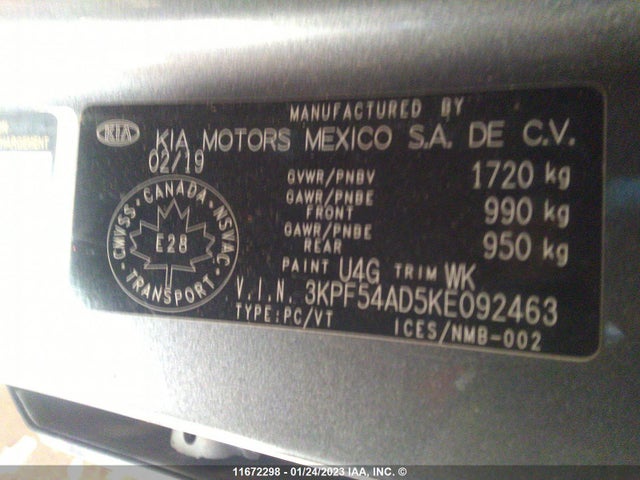 MANUFACTURED BY
KIA KIA MOTORS MEXICO S.A. DE C.V.
02/19
GVWR/PNBV 1720 kg
GAWR/PNBE FRONT 990 kg
GAWR/PNBE REAR 950 kg
CMVSS · CANADA · NSVAC · TRANSPORT
E28
PAINT U4G TRIM WK
V.I.N. 3KPF54AD5KE092463
TYPE:PC/VT ICES/NMB-002
11672298 - 01/24/2023 IAA, INC. ©